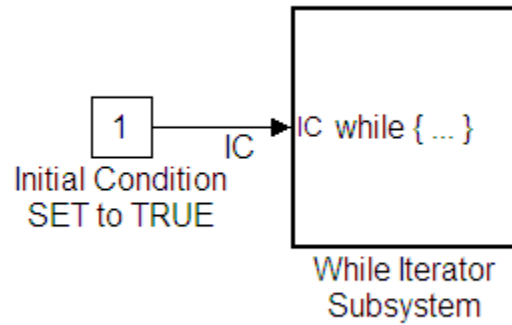 1
IC
IC while { ... }
Initial Condition
SET to TRUE
While Iterator
Subsystem